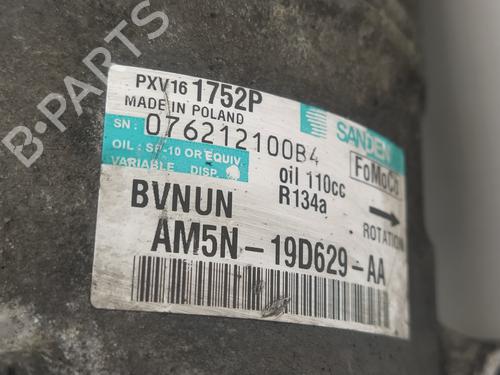 B-PARTS
PXV16 1752P
MADE IN POLAND
SANDEN
SN: 076212100B4
OIL: SP-10 OR EQUIV.
VARIABLE DISP.
oil 110cc
R134a
FoMoCo
BVNUN
ROTATION
AM5N-19D629-AA